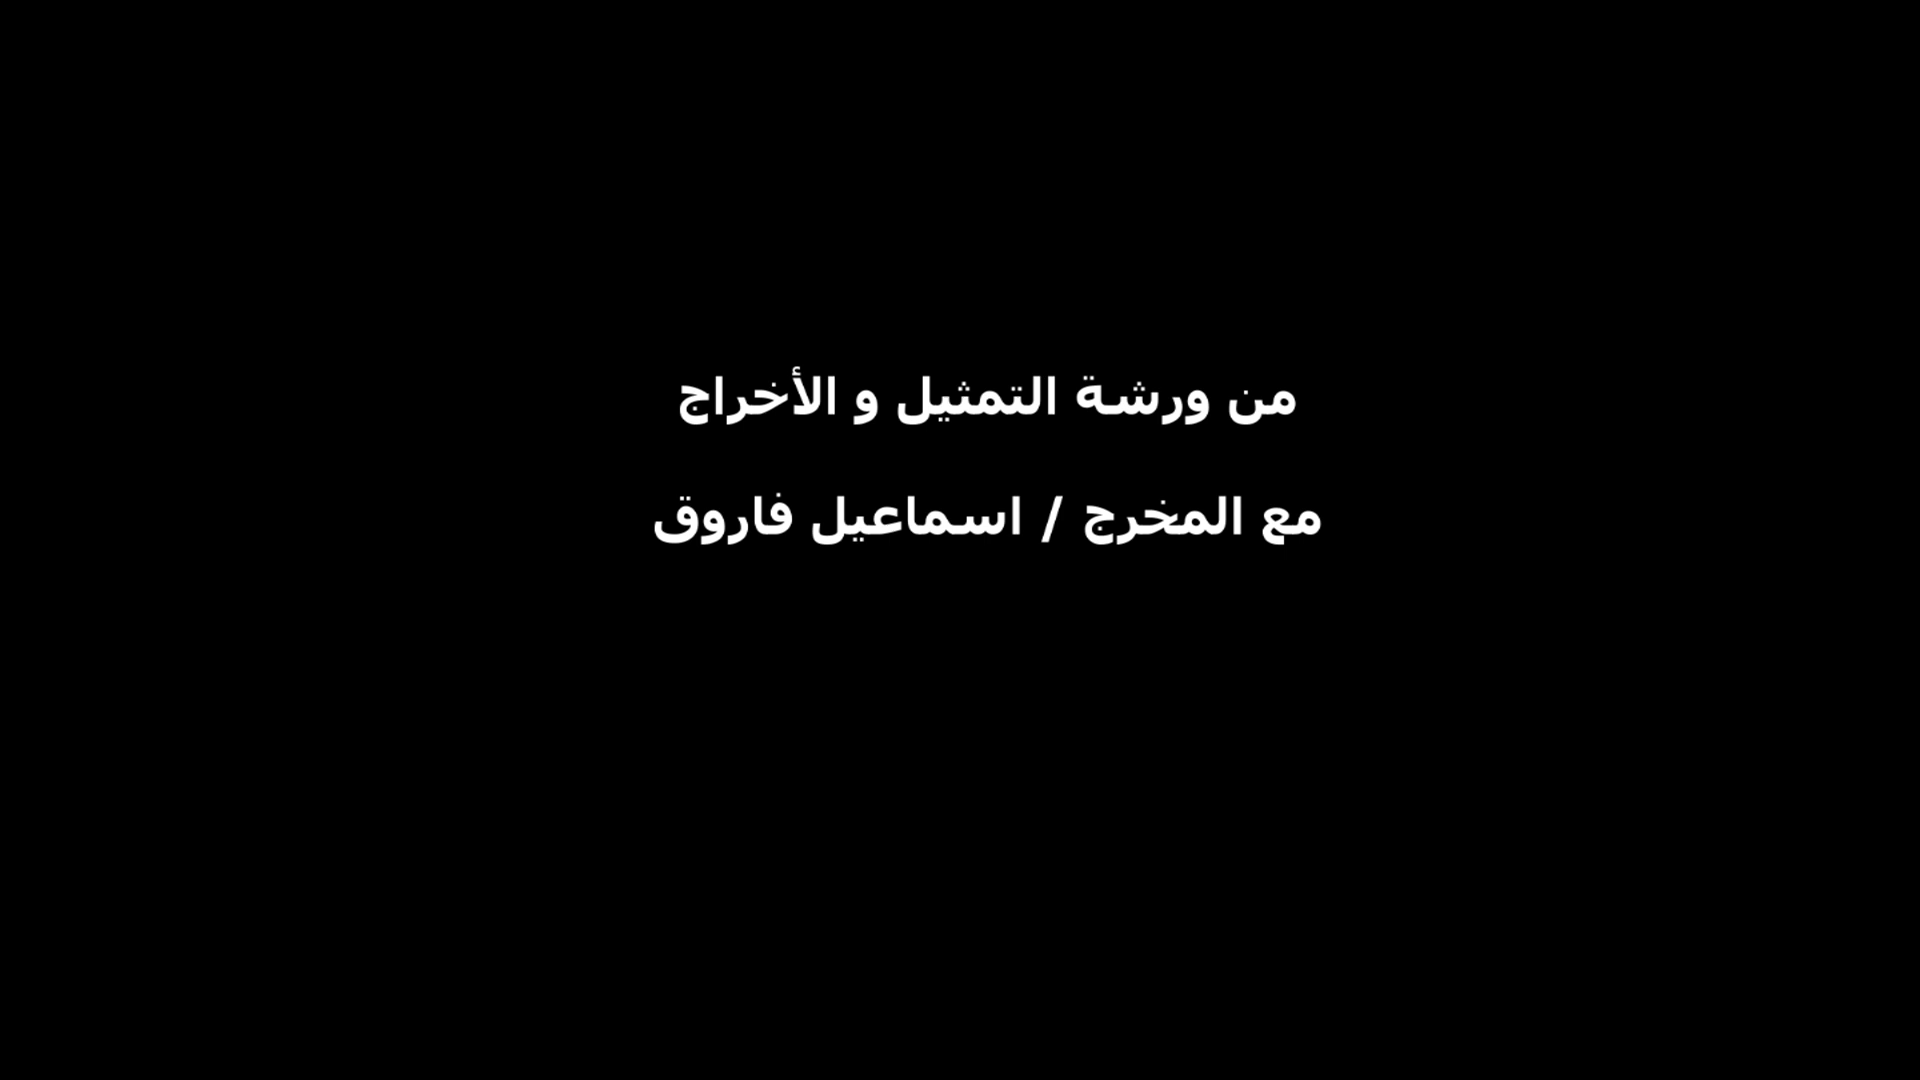 من ورشة التمثيل و الأخراج
مع المخرج / اسماعيل فاروق